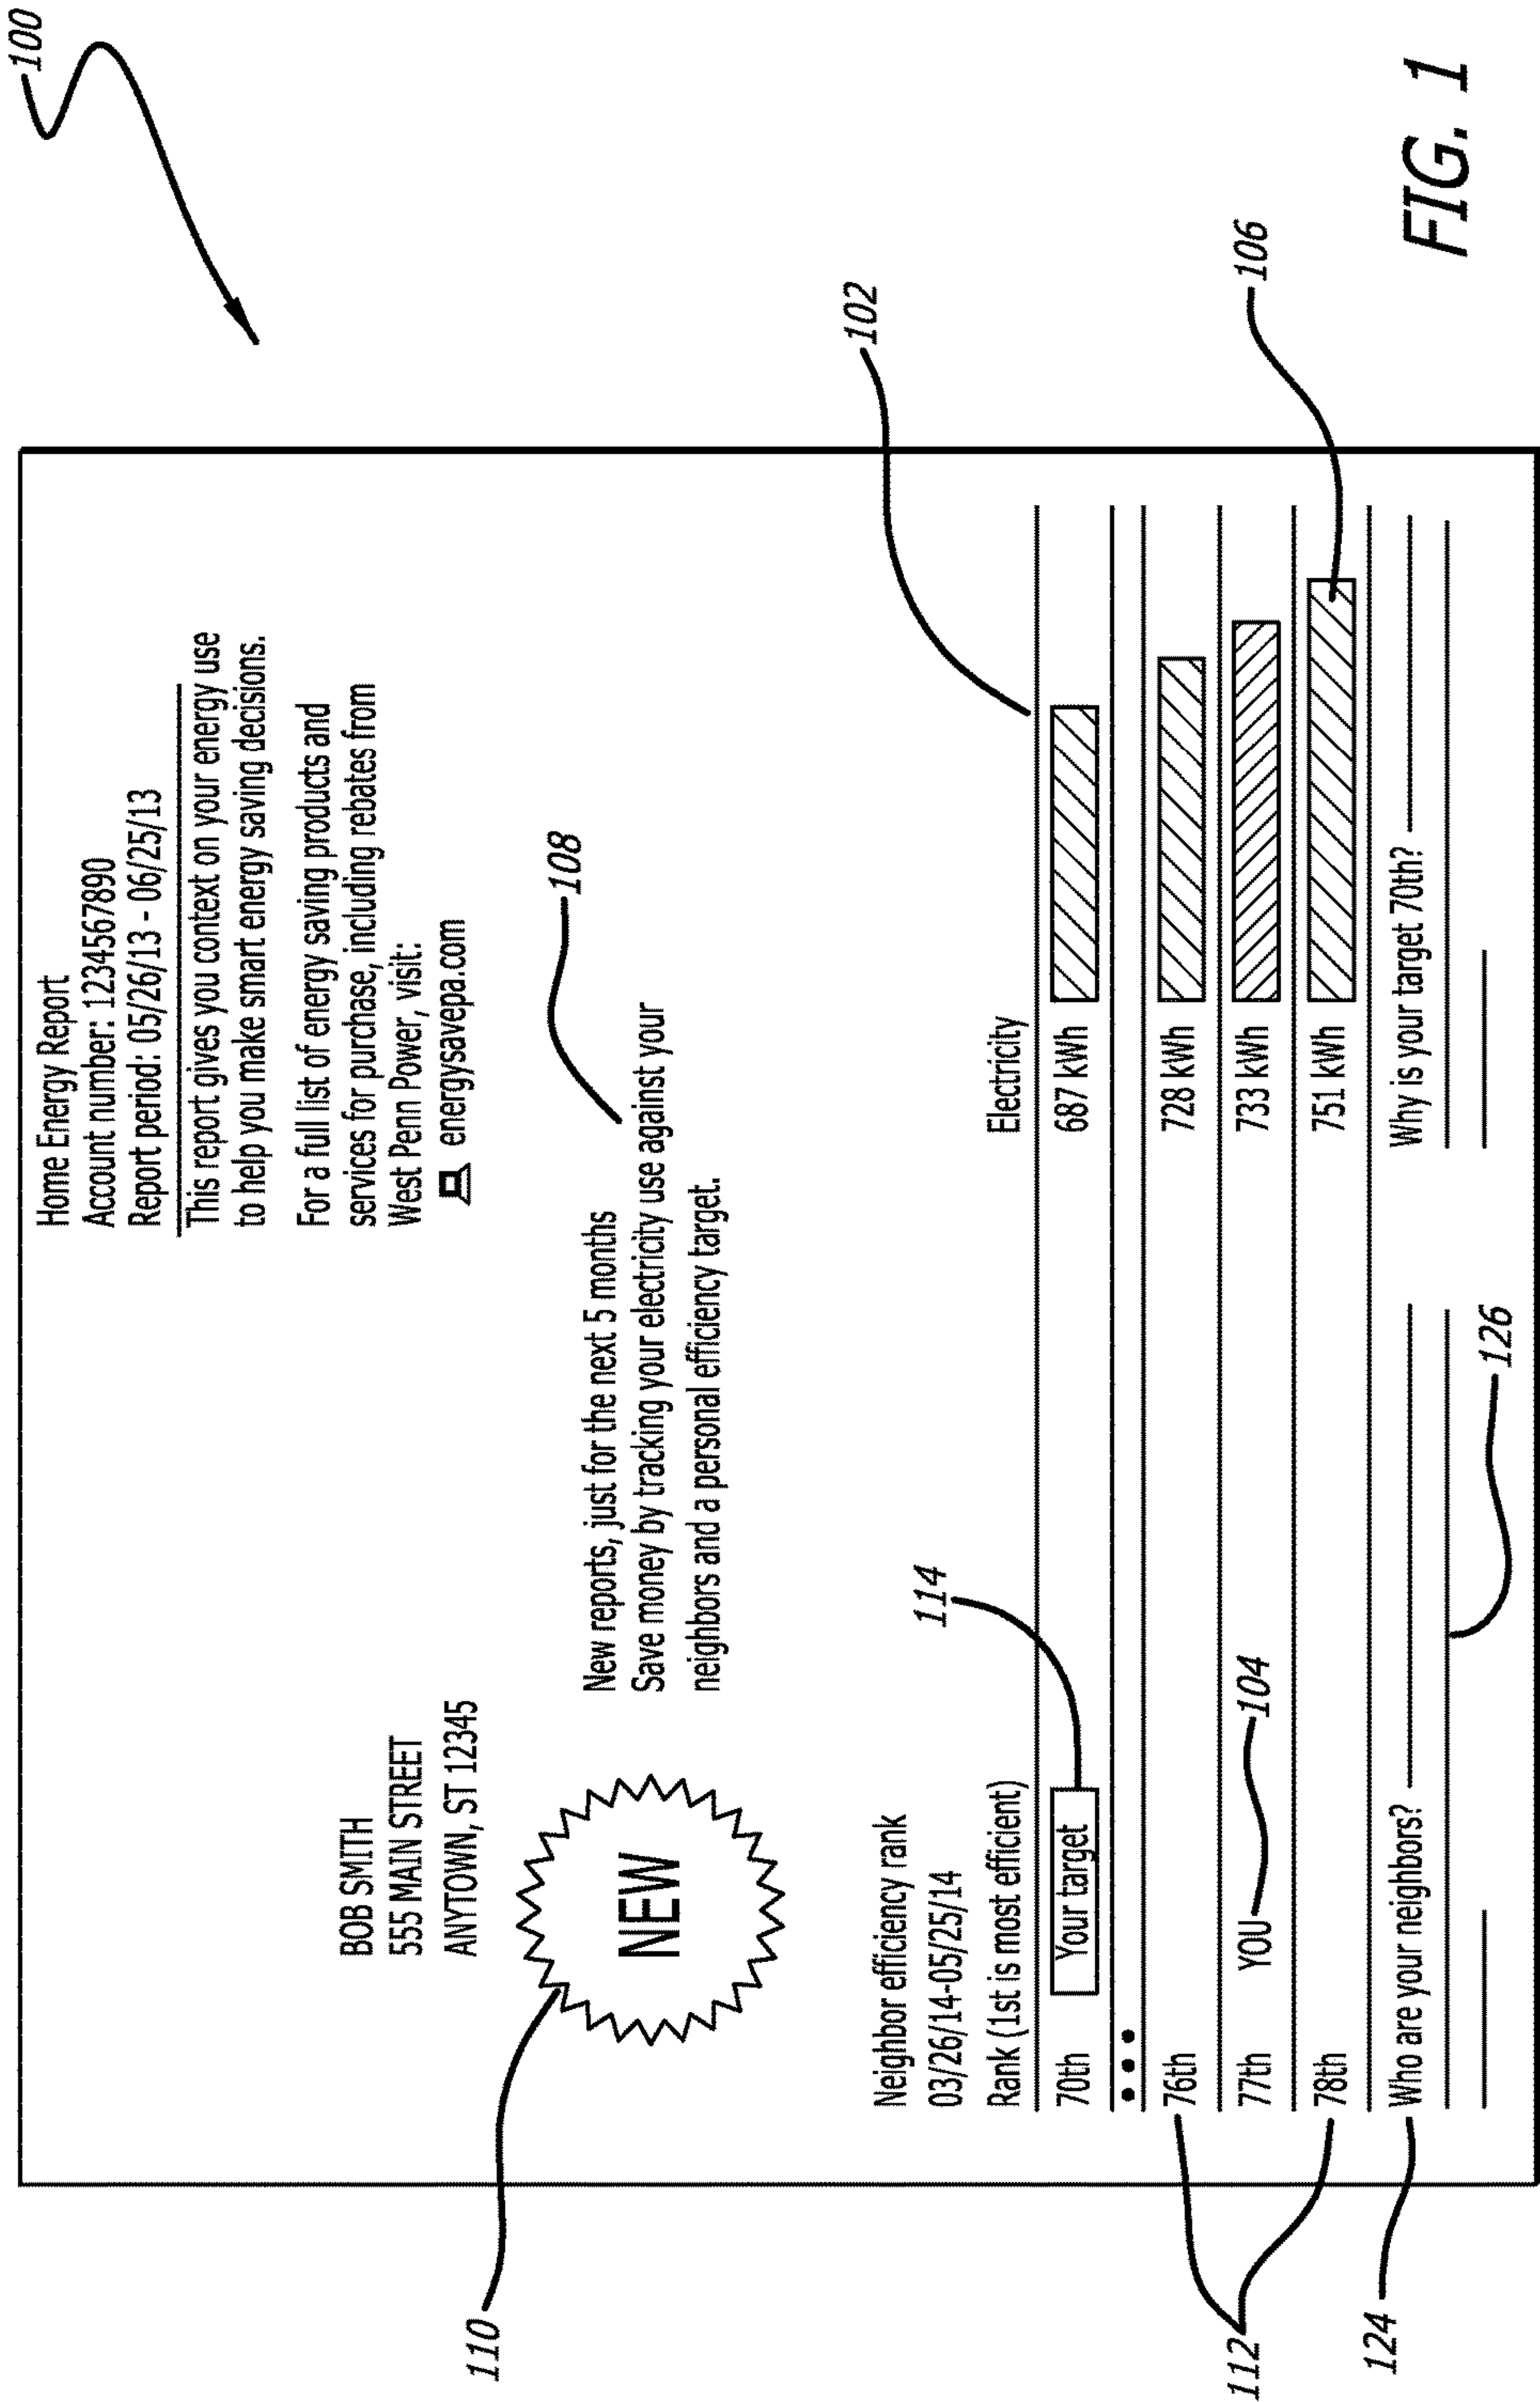 100
Home Energy Report
Account number: 1234567890
Report period: 05/26/13 - 06/25/13
This report gives you context on your energy use
to help you make smart energy saving decisions.
For a full list of energy saving products and
services for purchase, including rebates from
West Penn Power, visit:
energysavepa.com
BOB SMITH
555 MAIN STREET
ANYTOWN, ST 12345
110
NEW
108
New reports, just for the next 5 months
Save money by tracking your electricity use against your
neighbors and a personal efficiency target.
102
114
Neighbor efficiency rank
03/26/14-05/25/14
Rank (1st is most efficient) Electricity
70th Your target 687 kWh
76th 728 kWh
77th YOU 104 733 kWh
78th 751 kWh
106
112
Who are your neighbors? Why is your target 70th?
124
126
FIG. 1